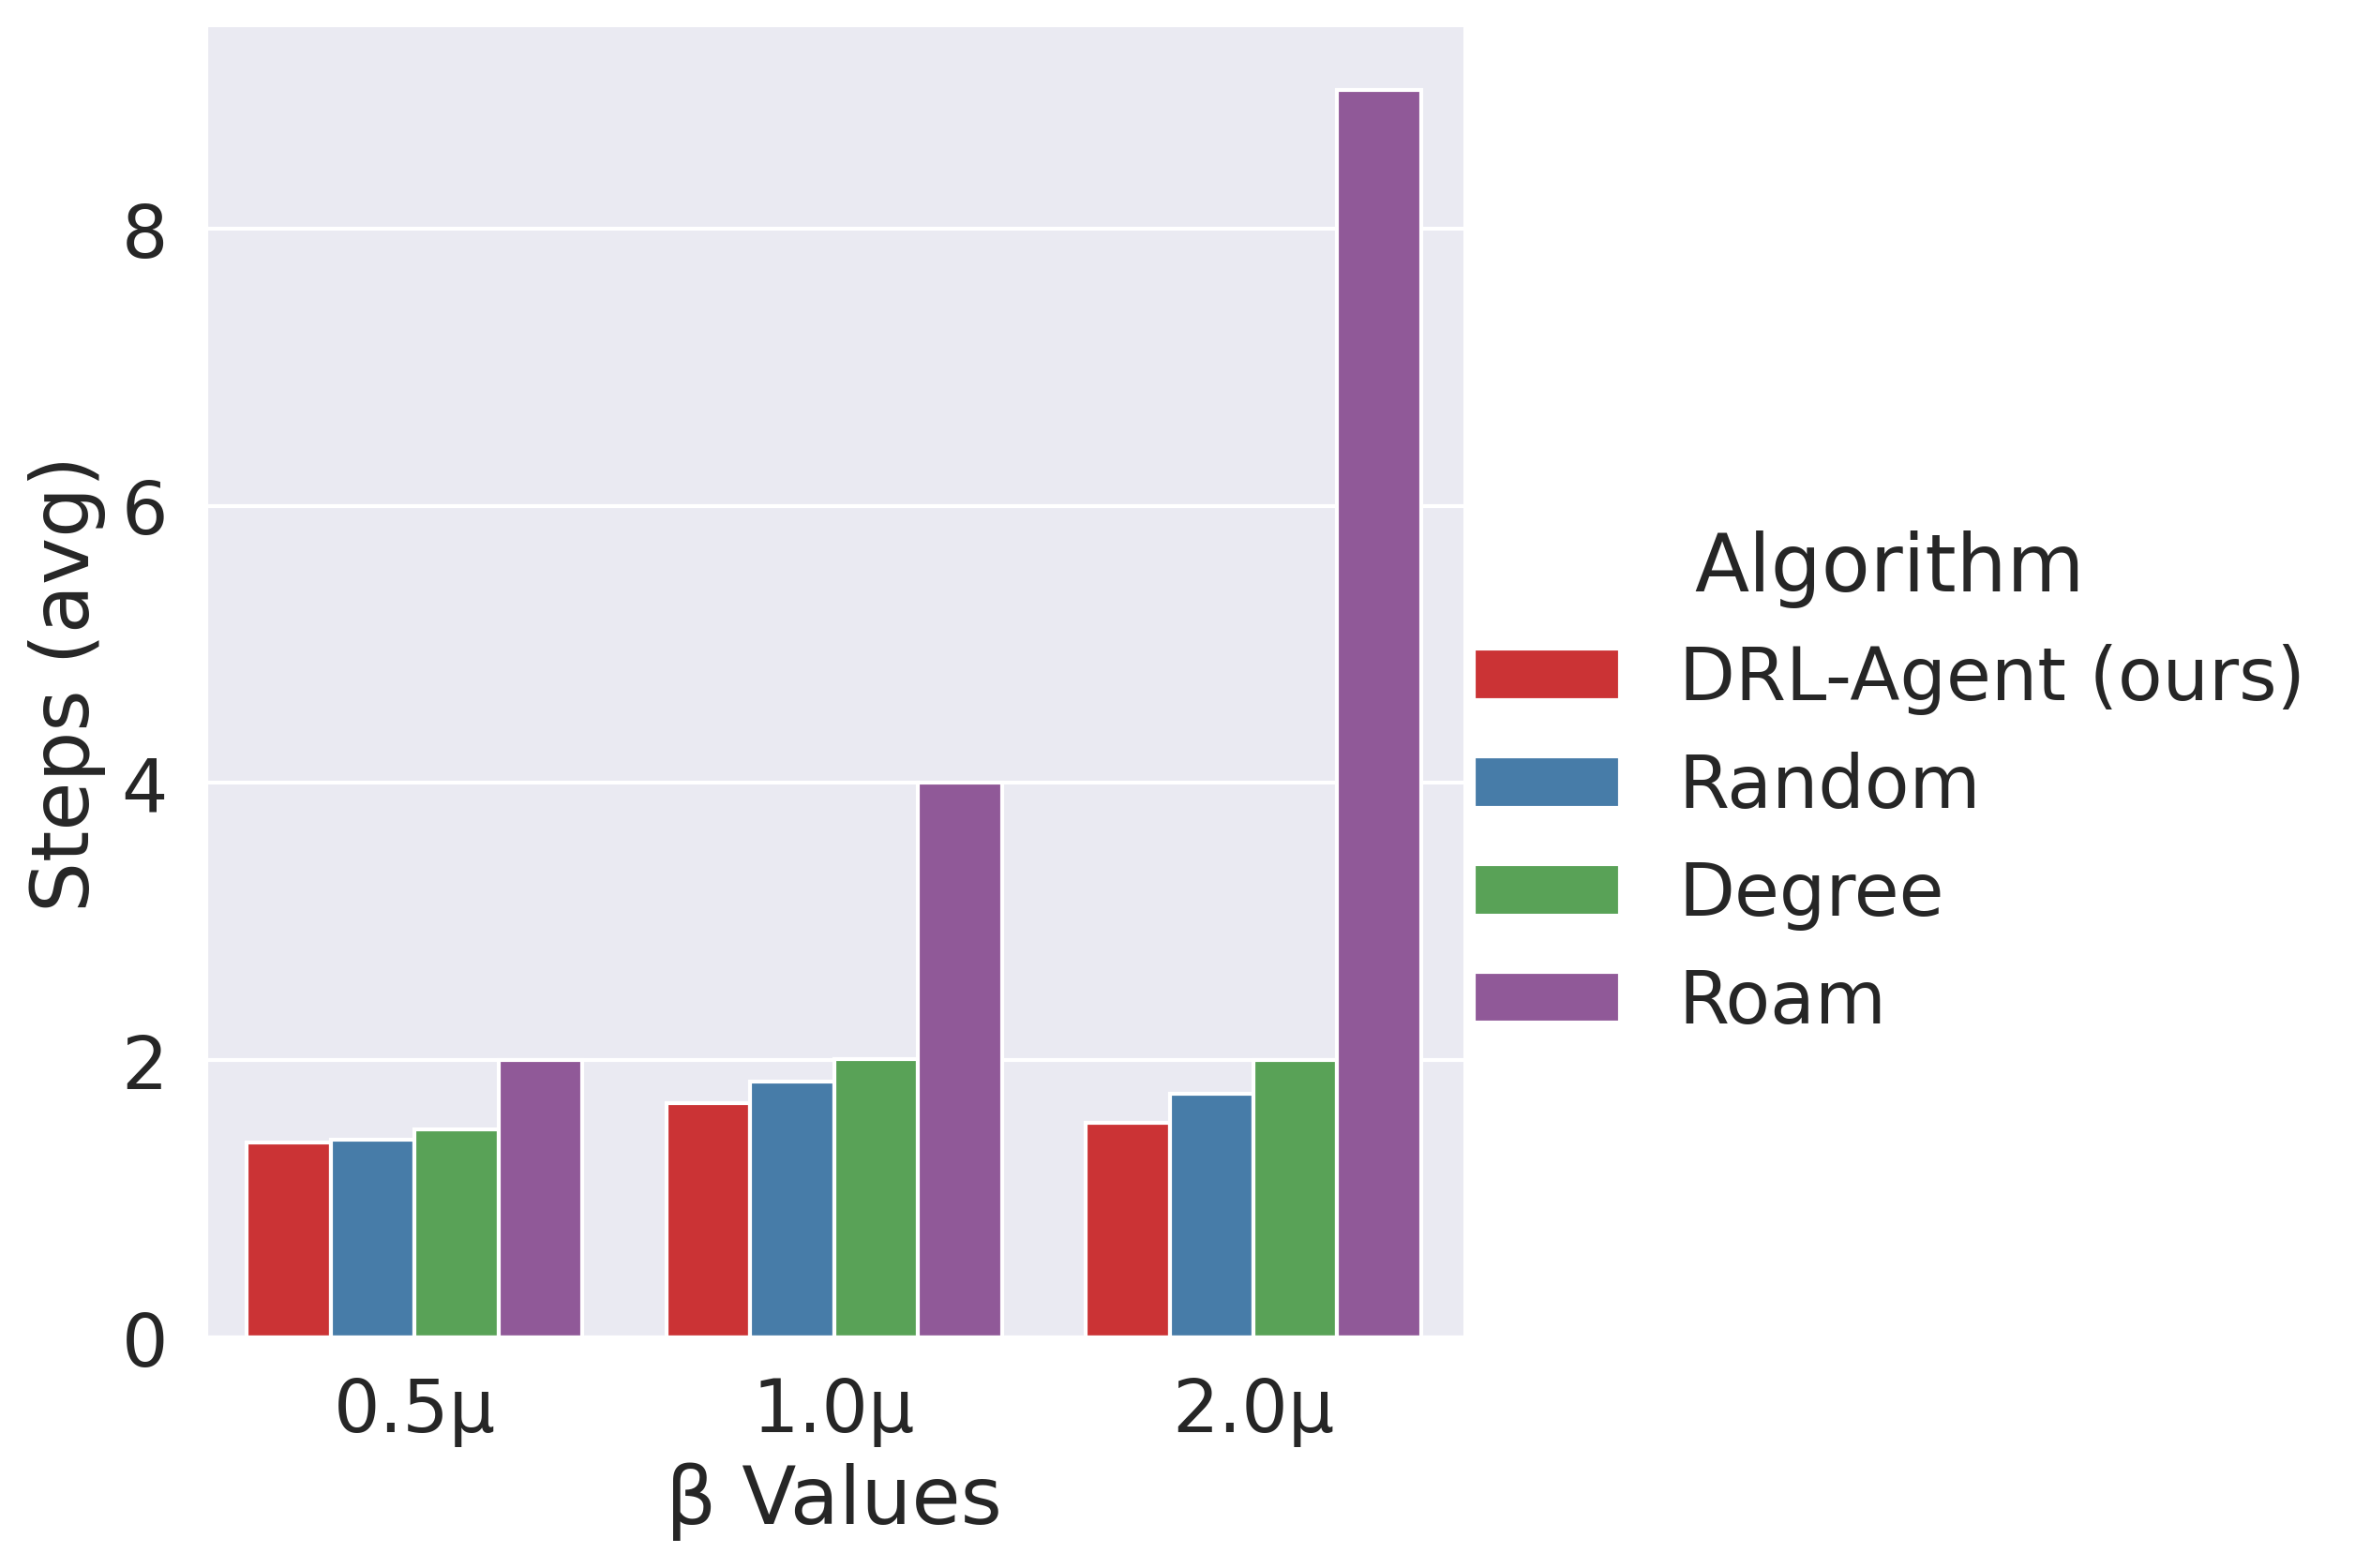 Steps (avg)
8
6
4
2
0
0.5µ
1.0µ
2.0µ
β Values
Algorithm
DRL-Agent (ours)
Random
Degree
Roam